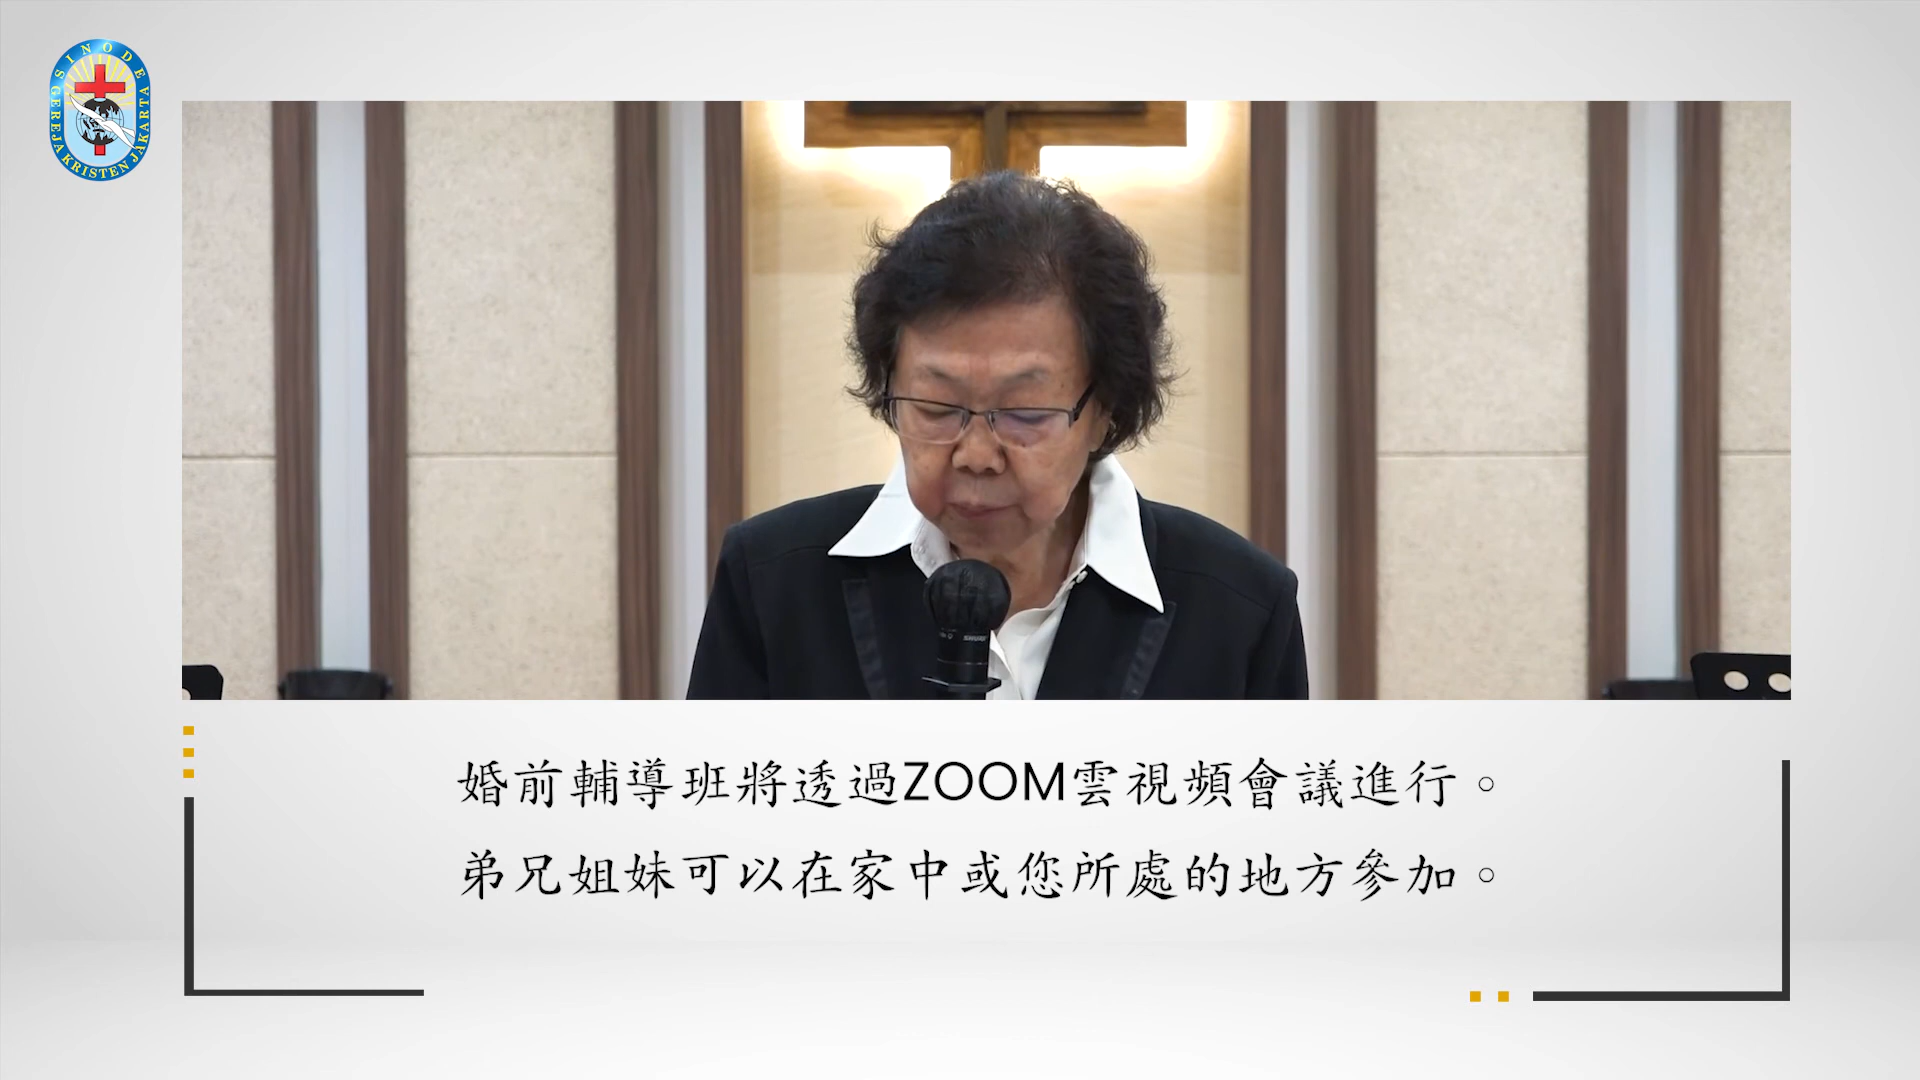 SINODE GEREJA KRISTEN JAKARTA
SHURE
婚前輔導班將透過ZOOM雲視頻會議進行。
弟兄姐妹可以在家中或您所處的地方參加。